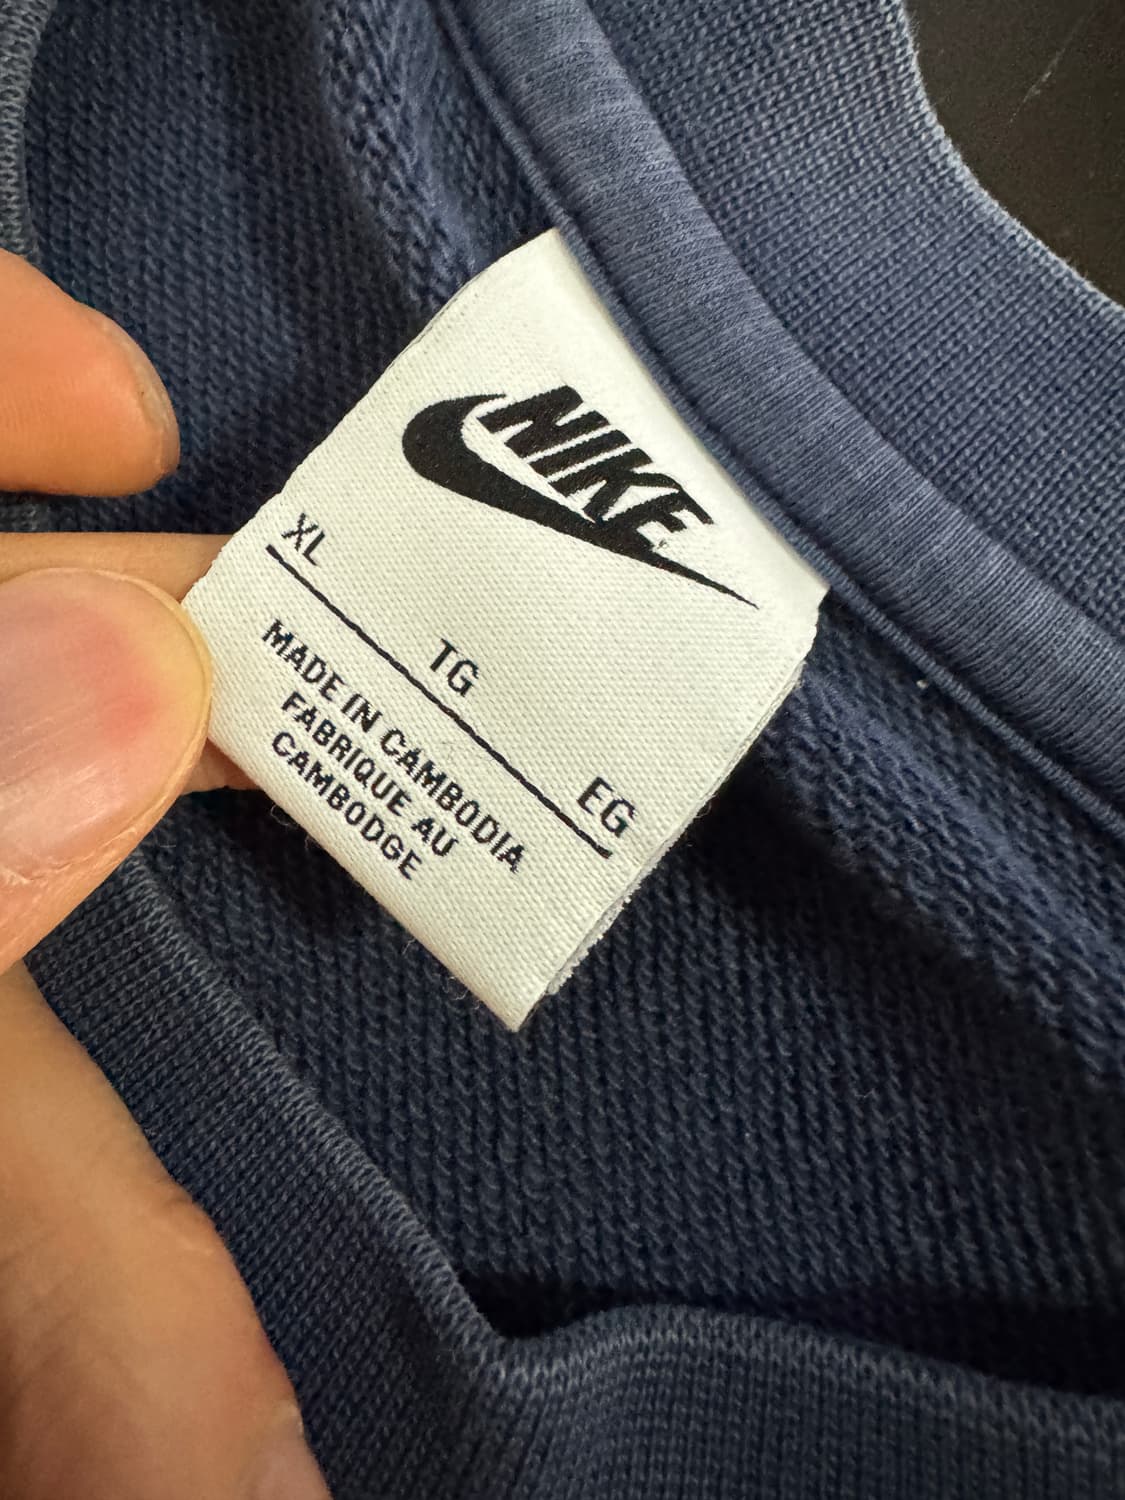 NIKE
XL TG EG
MADE IN CAMBODIA
FABRIQUE AU
CAMBODGE